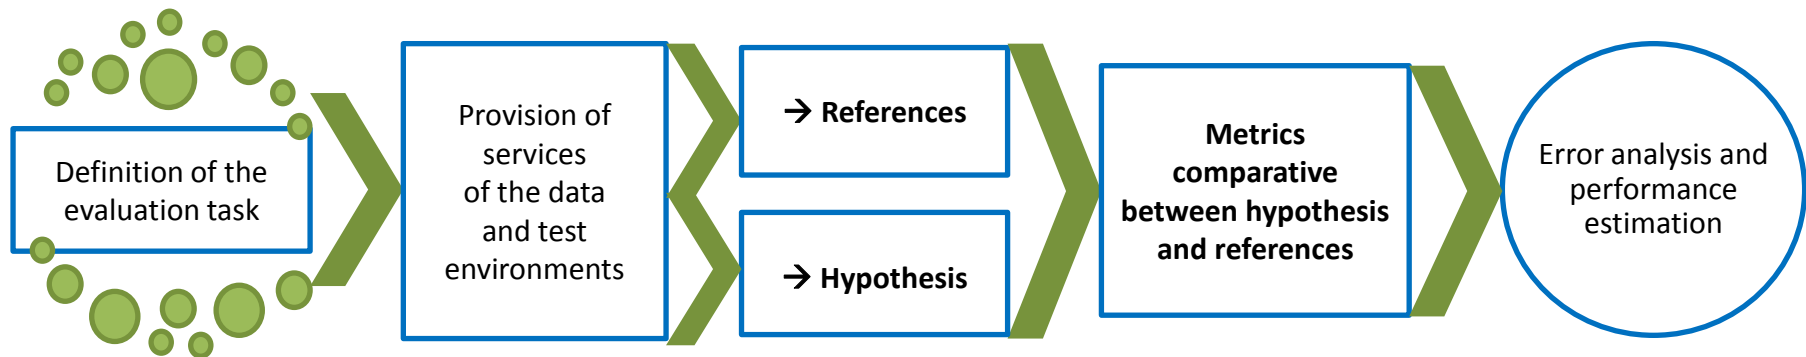 Definition of the
evaluation task
Provision of
services
of the data
and test
environments
→ References
→ Hypothesis
Metrics
comparative
between hypothesis
and references
Error analysis and
performance
estimation